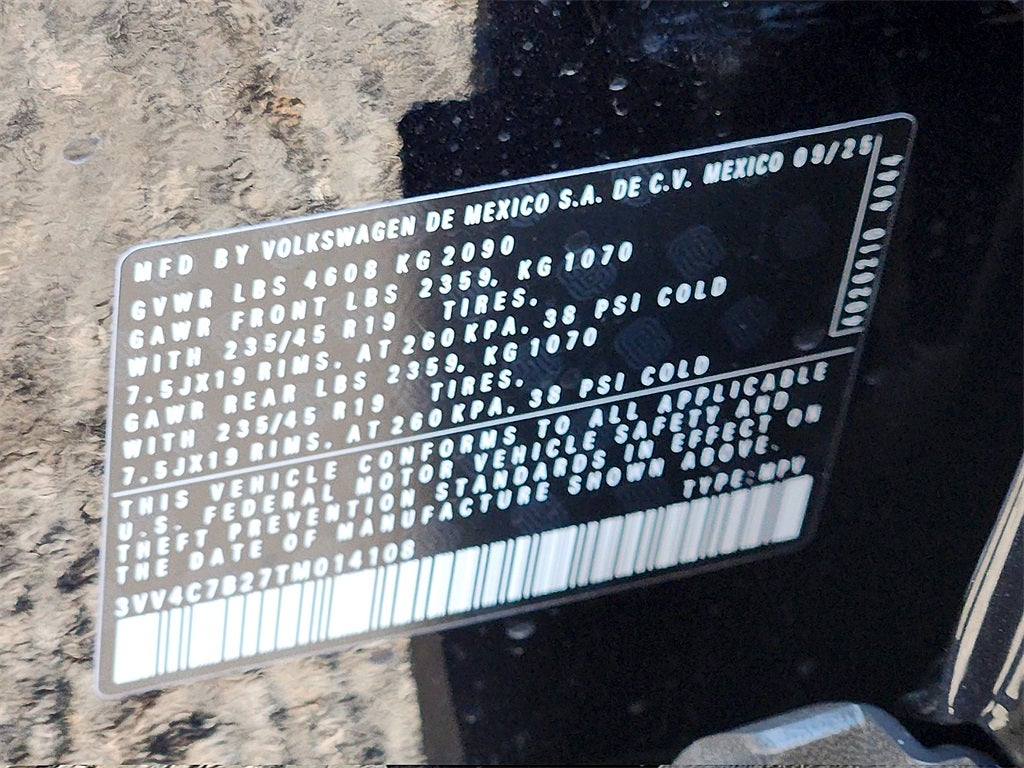 MFD BY VOLKSWAGEN DE MEXICO S.A. DE C.V. MEXICO 09/25
GVWR LBS 4608 KG 2090
GAWR FRONT LBS 2359, KG 1070
WITH 235/45 R19 TIRES,
7.5JX19 RIMS, AT 260 KPA, 38 PSI COLD
GAWR REAR LBS 2359, KG 1070
WITH 235/45 R19 TIRES,
7.5JX19 RIMS, AT 260 KPA, 38 PSI COLD
THIS VEHICLE CONFORMS TO ALL APPLICABLE
U.S. FEDERAL MOTOR VEHICLE SAFETY AND
THEFT PREVENTION STANDARDS IN EFFECT ON
THE DATE OF MANUFACTURE SHOWN ABOVE.
TYPE: MPV
3VV4C7B27TM014108